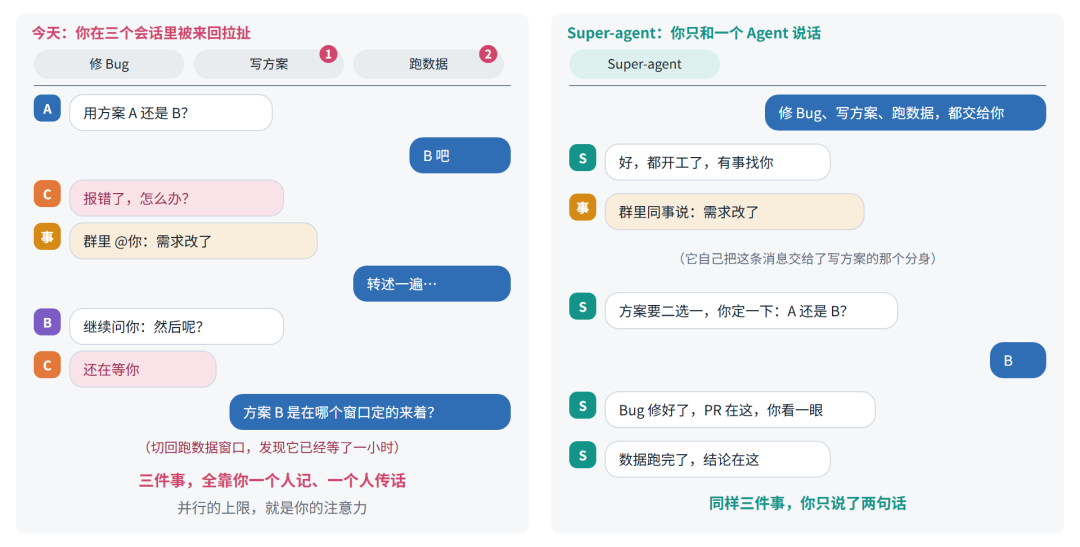 今天：你在三个会话里被来回拉扯
修 Bug
写方案
1
跑数据
2
A
用方案 A 还是 B？
B 吧
C
报错了，怎么办？
事
群里 @你：需求改了
转述一遍…
B
继续问你：然后呢？
C
还在等你
方案 B 是在哪个窗口定的来着？
（切回跑数据窗口，发现它已经等了一小时）
三件事，全靠你一个人记、一个人传话
并行的上限，就是你的注意力
Super-agent：你只和一个 Agent 说话
Super-agent
修 Bug、写方案、跑数据，都交给你
S
好，都开工了，有事找你
事
群里同事说：需求改了
（它自己把这条消息交给了写方案的那个分身）
S
方案要二选一，你定一下：A 还是 B？
B
S
Bug 修好了，PR 在这，你看一眼
S
数据跑完了，结论在这
同样三件事，你只说了两句话